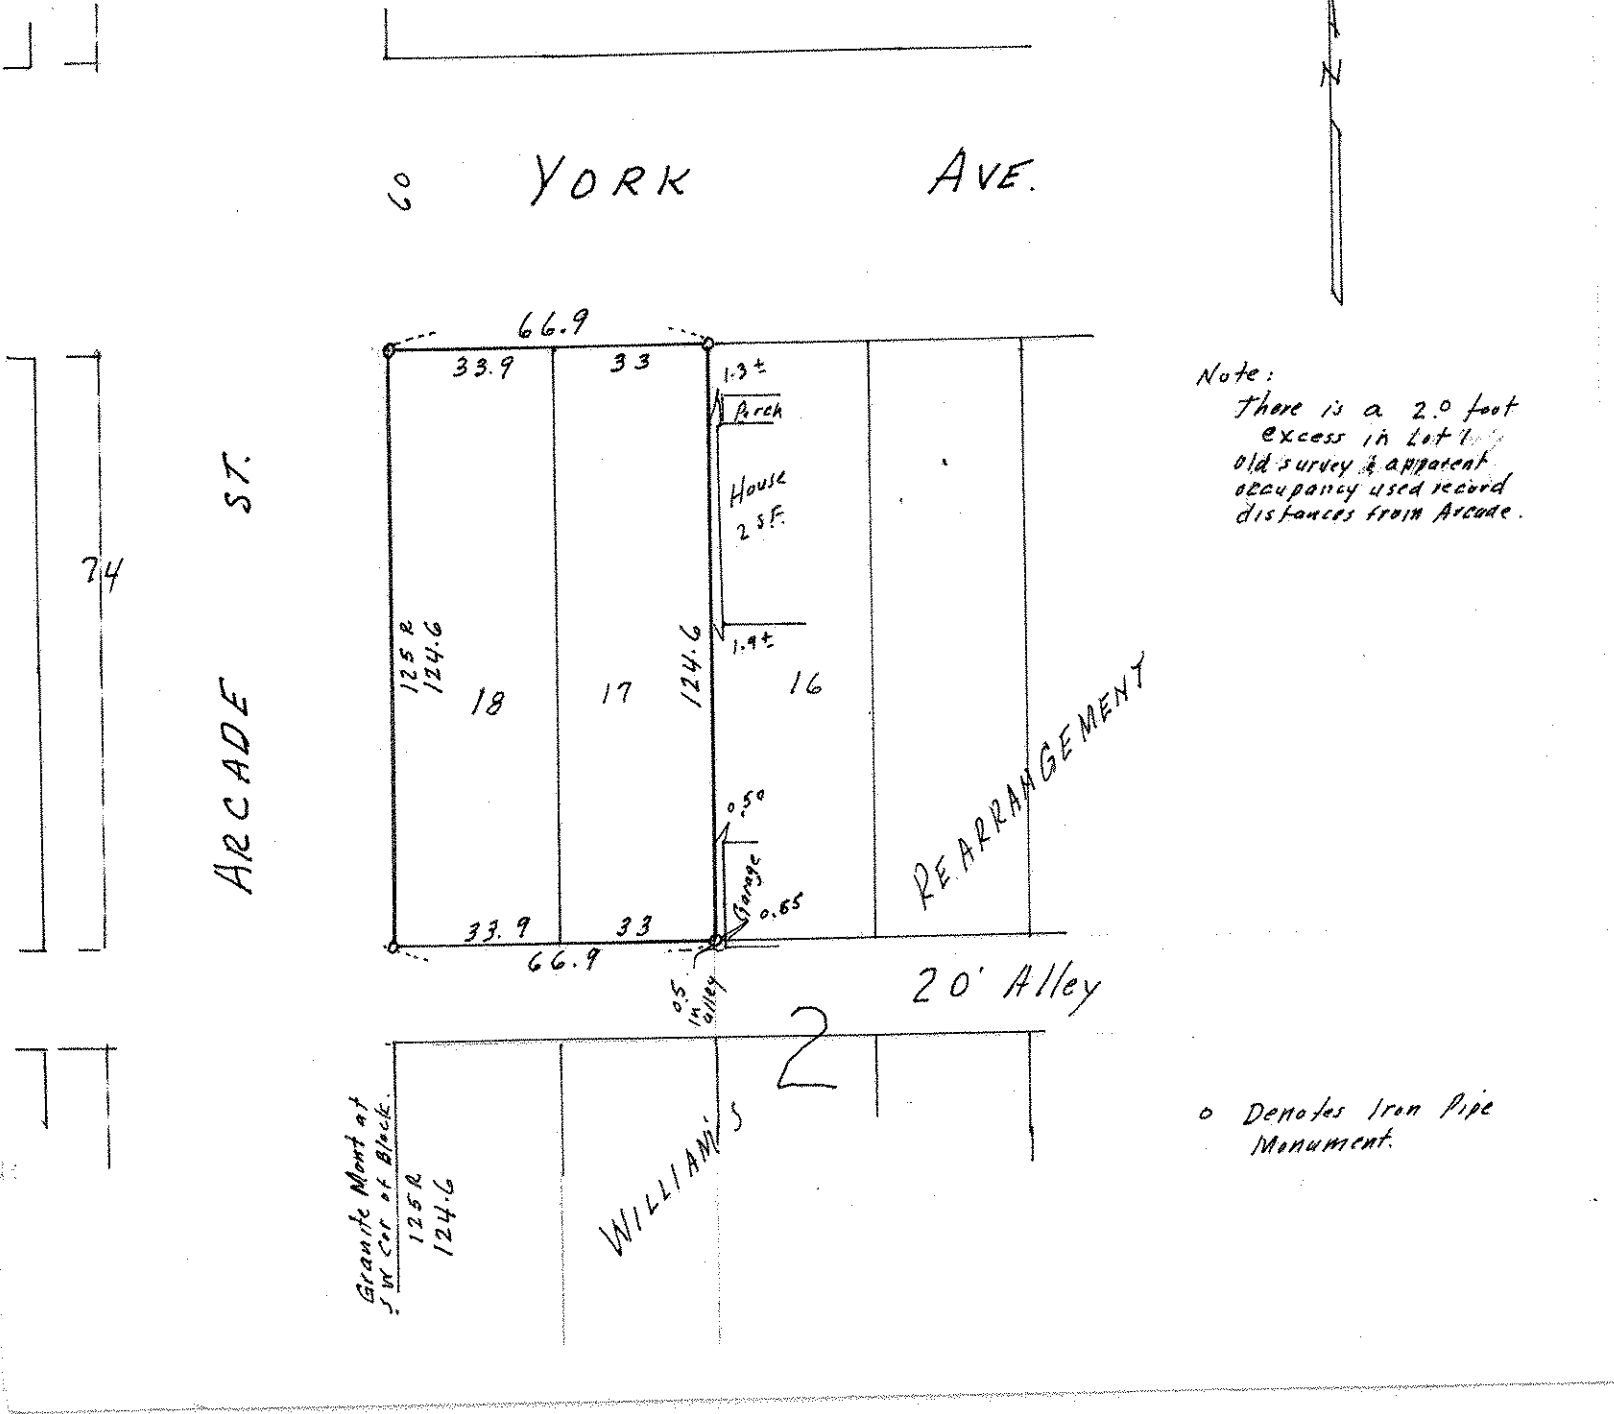 N
60 YORK AVE.
66.9
33.9 33
1.3±
Porch
House
2 S.F.
1.9±
Note:
There is a 2.0 foot
excess in Lot 1
old survey & apparent
occupancy used record
distances from Arcade.
ARCADE ST.
74
125 R
124.6
18
17
124.6
16
0.50
Garage
0.85
REARRANGEMENT
33.9 33
66.9
0.5
in
alley
20' Alley
2
WILLIAM'S
Granite Mont at
SW Cor of Block.
125 R
124.6
o Denotes Iron Pipe
Monument.